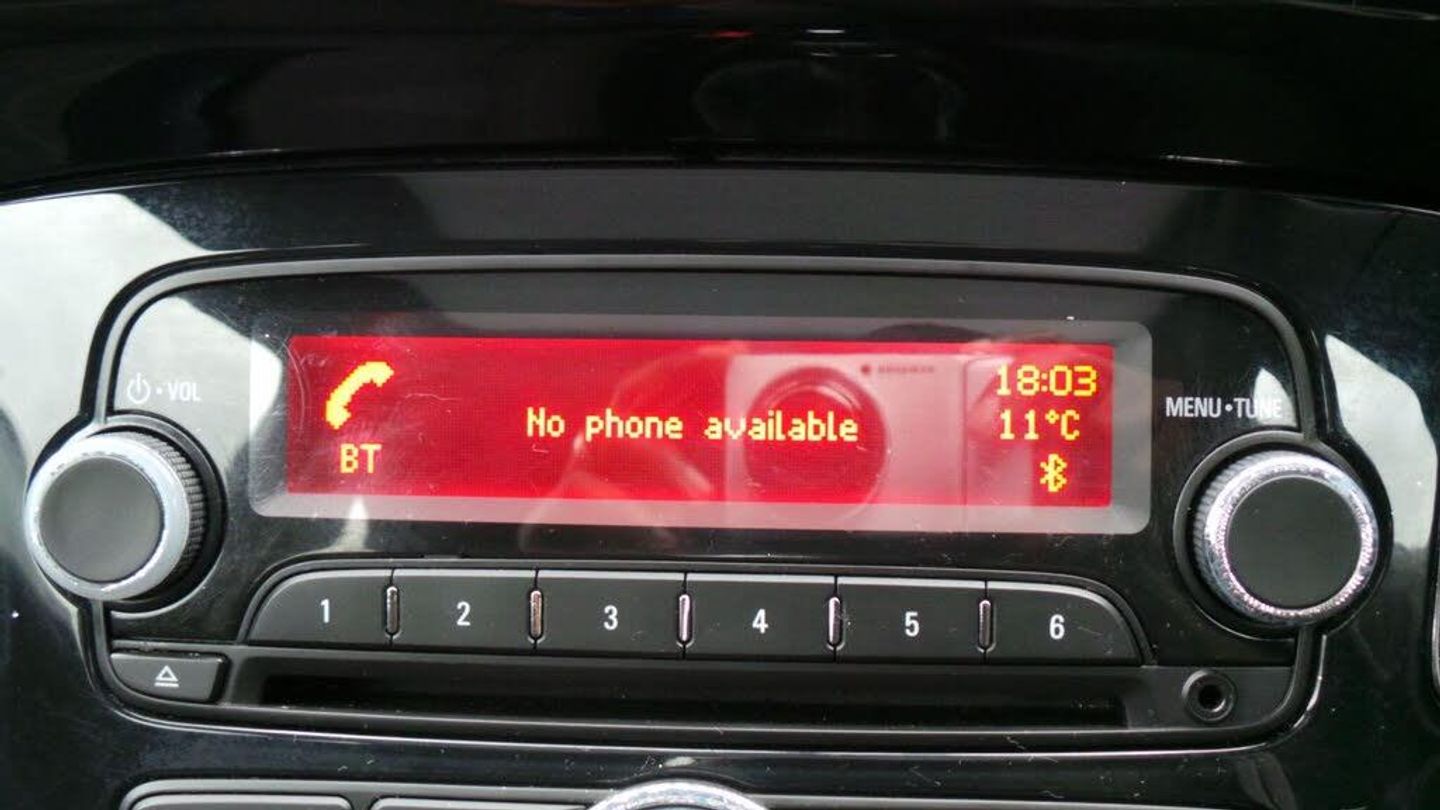 VOL
BT
No phone available
18:03
11°C
MENU•TUNE
1 2 3 4 5 6